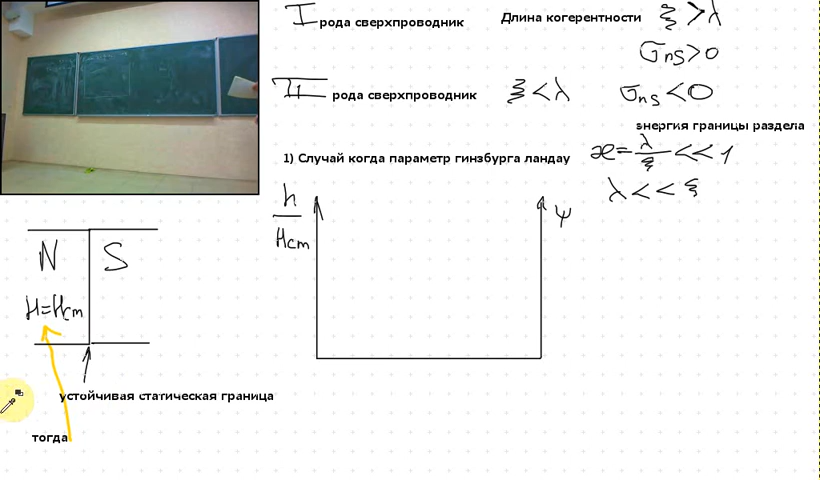 I рода сверхпроводник Длина когерентности ξ > λ
σns > 0
II рода сверхпроводник ξ < λ σns < 0
энергия границы раздела
1) Случай когда параметр гинзбурга ландау æ = λ/ξ << 1
λ << ξ
h/Hcm ψ
N S
H=Hcm
устойчивая статическая граница
тогда